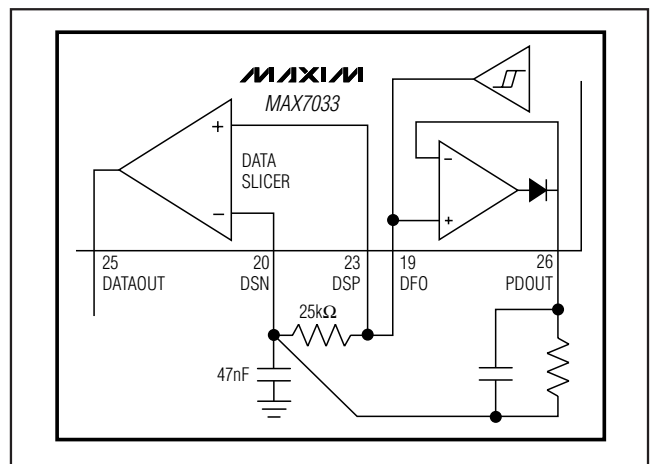 MAXIM
MAX7033
DATA
SLICER
+
−
−
+
25
DATAOUT
20
DSN
23
DSP
19
DFO
26
PDOUT
25kΩ
47nF